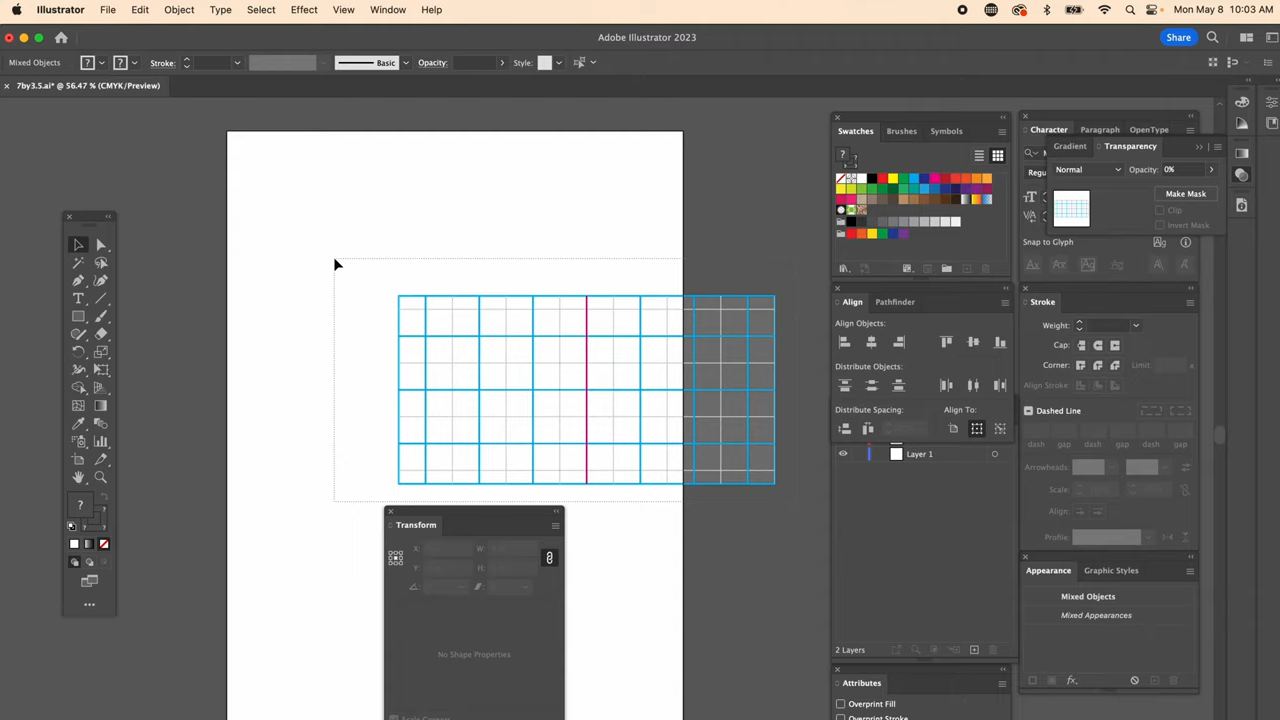 Illustrator File Edit Object Type Select Effect View Window Help Mon May 8 10:03 AM
Adobe Illustrator 2023
Share
Mixed Objects ? ? Stroke: Basic Opacity: Style:
7by3.5.ai* @ 56.47 % (CMYK/Preview)
Swatches Brushes Symbols
?
Character Paragraph OpenType
Gradient Transparency
Regu
Normal Opacity: 0%
Make Mask
Clip
Invert Mask
Snap to Glyph
Align Pathfinder
Align Objects:
Distribute Objects:
Distribute Spacing: Align To:
Layer 1
2 Layers
Stroke
Weight:
Cap:
Corner: Limit:
Align Stroke:
Dashed Line
dash gap dash gap dash gap
Arrowheads:
Scale:
Align:
Profile:
Appearance Graphic Styles
Mixed Objects
Mixed Appearances
fx
Attributes
Overprint Fill
Overprint Stroke
Transform
X: W:
Y: H:
No Shape Properties
Scale Corners
?